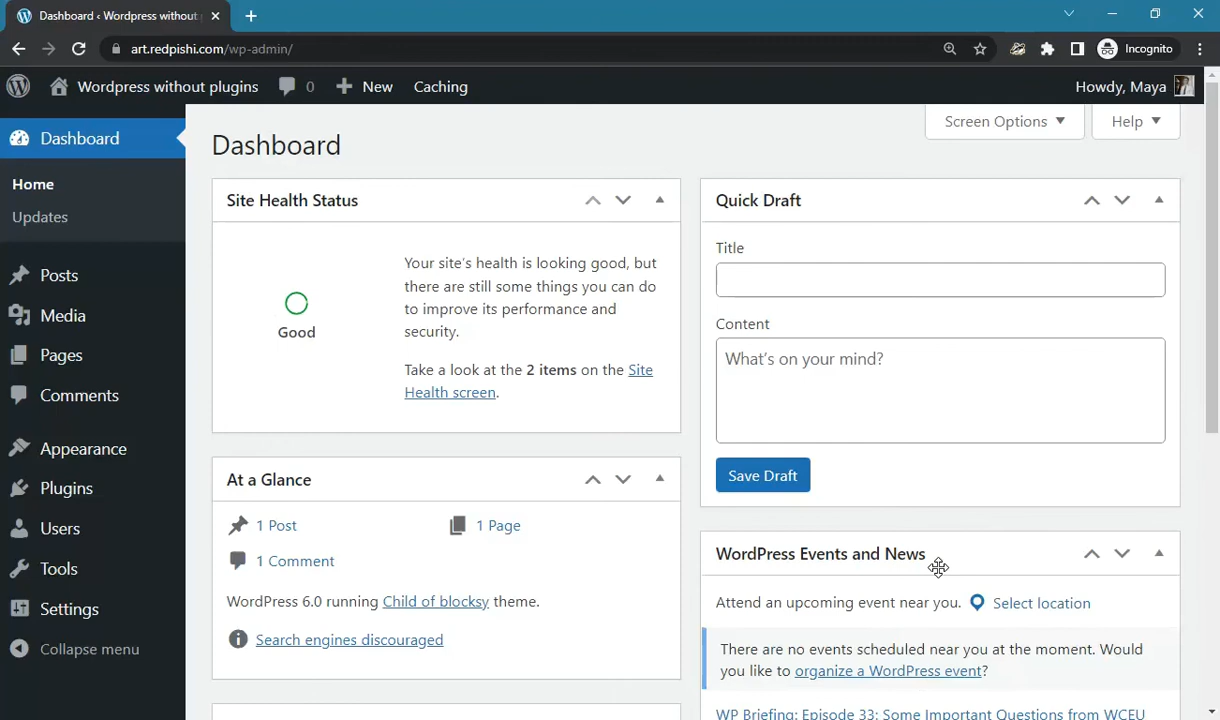 Dashboard ‹ Wordpress without
art.redpishi.com/wp-admin/
Incognito
Wordpress without plugins
0
New
Caching
Howdy, Maya
Dashboard
Home
Updates
Posts
Media
Pages
Comments
Appearance
Plugins
Users
Tools
Settings
Collapse menu
Screen Options
Help
Dashboard
Site Health Status
Good
Your site's health is looking good, but
there are still some things you can do
to improve its performance and
security.
Take a look at the 2 items on the Site
Health screen.
At a Glance
1 Post
1 Page
1 Comment
WordPress 6.0 running Child of blocksy theme.
Search engines discouraged
Quick Draft
Title
Content
What's on your mind?
Save Draft
WordPress Events and News
Attend an upcoming event near you.
Select location
There are no events scheduled near you at the moment. Would
you like to organize a WordPress event?
WP Briefing: Episode 33: Some Important Questions from WCEU